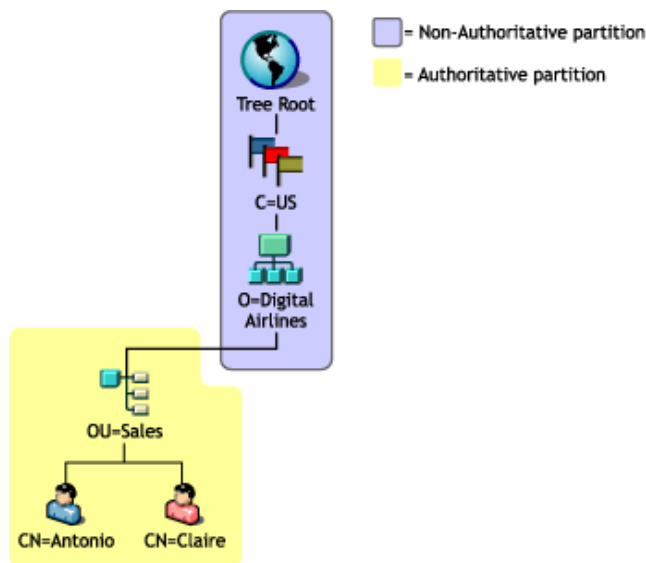 = Non-Authoritative partition
= Authoritative partition
Tree Root
C=US
O=Digital
Airlines
OU=Sales
CN=Antonio
CN=Claire